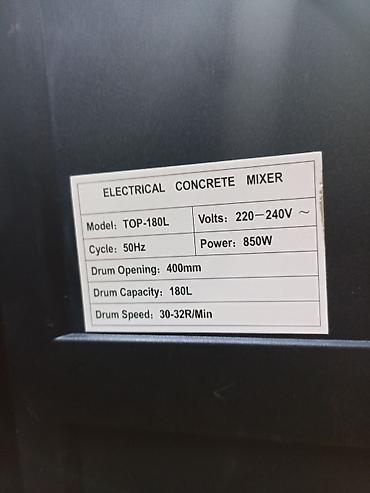 ELECTRICAL CONCRETE MIXER
Model: TOP-180L Volts: 220-240V ~
Cycle: 50Hz Power: 850W
Drum Opening: 400mm
Drum Capacity: 180L
Drum Speed: 30-32R/Min